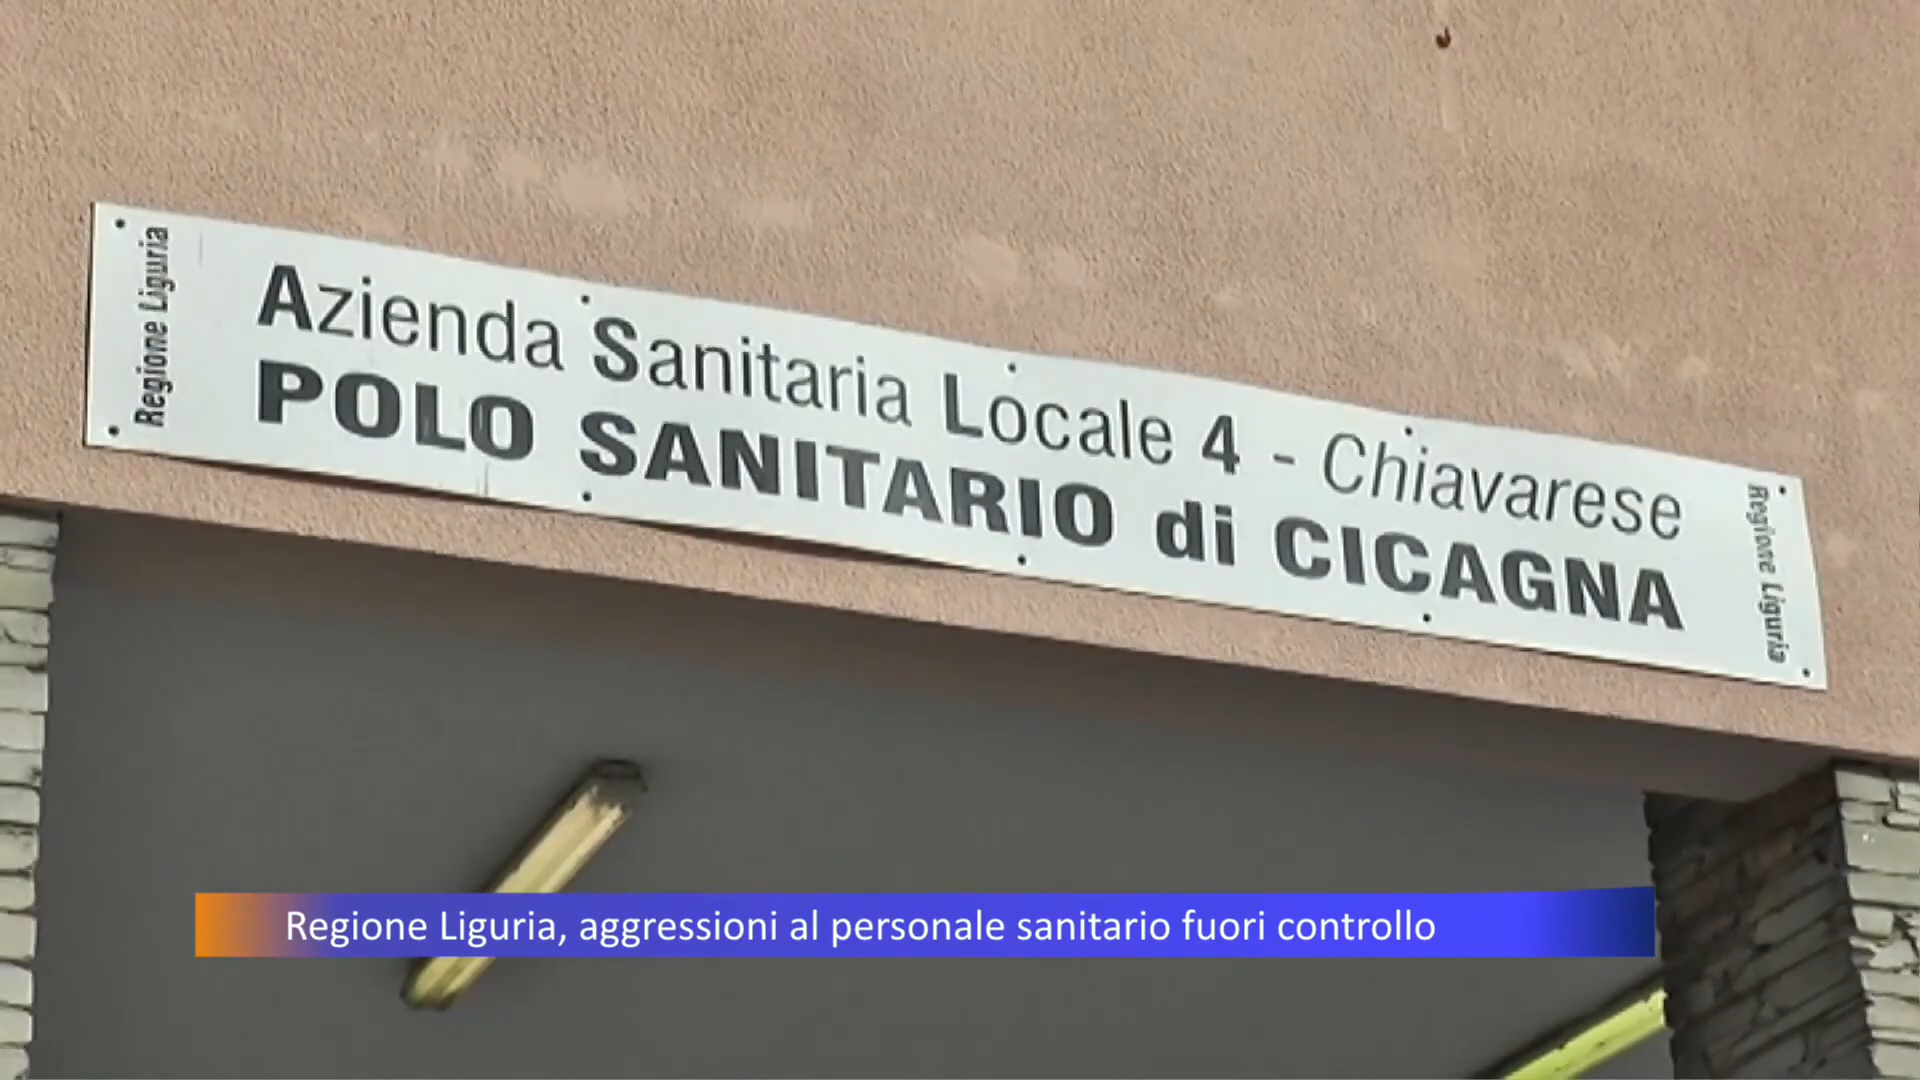 Regione Liguria
Azienda Sanitaria Locale 4 - Chiavarese
POLO SANITARIO di CICAGNA
Regione Liguria
Regione Liguria, aggressioni al personale sanitario fuori controllo